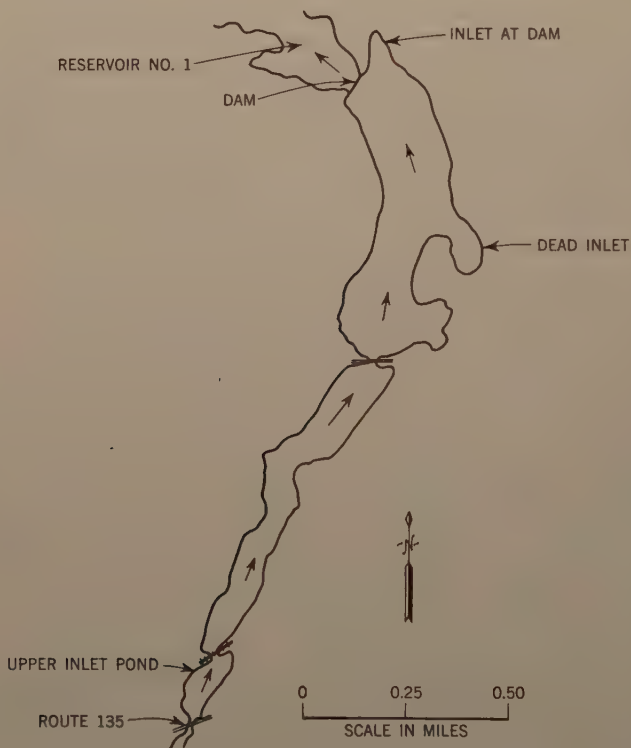 INLET AT DAM
RESERVOIR NO. 1
DAM
DEAD INLET
N
UPPER INLET POND
ROUTE 135
0 0.25 0.50
SCALE IN MILES